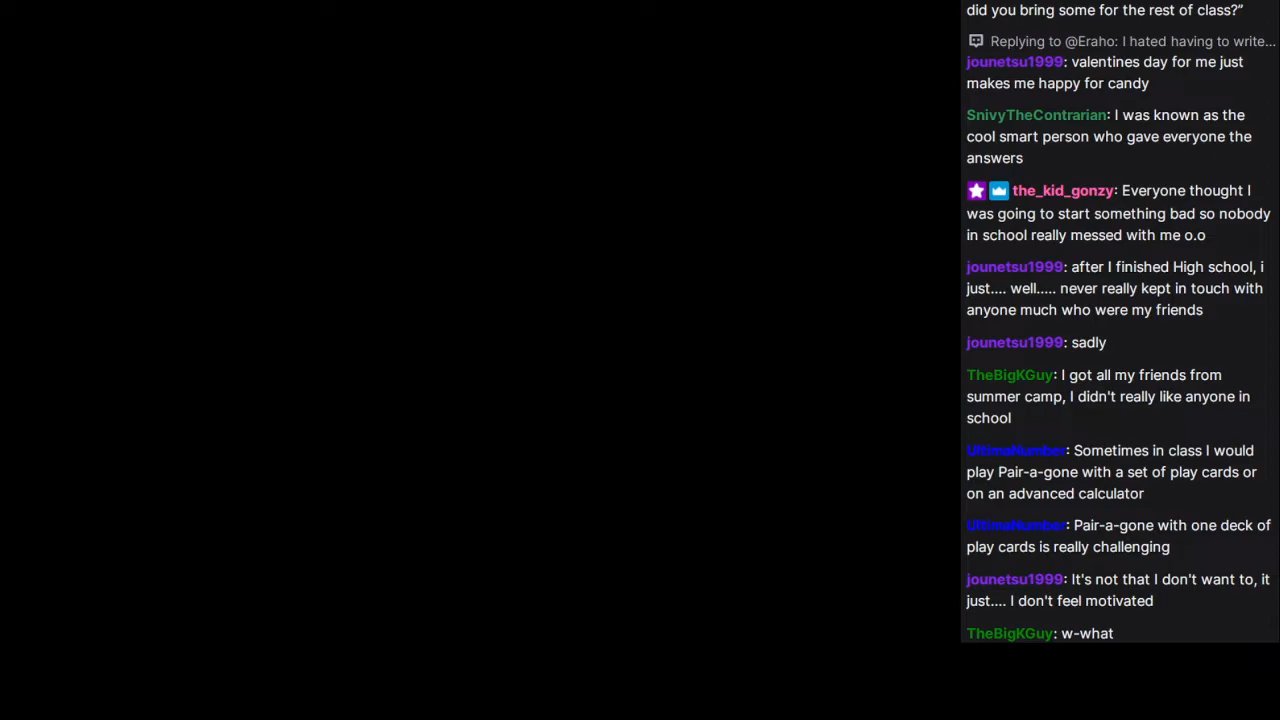 did you bring some for the rest of class?”
Replying to @Eraho: I hated having to write...
jounetsu1999: valentines day for me just
makes me happy for candy
SnivyTheContrarian: I was known as the
cool smart person who gave everyone the
answers
the_kid_gonzy: Everyone thought I
was going to start something bad so nobody
in school really messed with me o.o
jounetsu1999: after I finished High school, i
just.... well..... never really kept in touch with
anyone much who were my friends
jounetsu1999: sadly
TheBigKGuy: I got all my friends from
summer camp, I didn't really like anyone in
school
UltimaNumber: Sometimes in class I would
play Pair-a-gone with a set of play cards or
on an advanced calculator
UltimaNumber: Pair-a-gone with one deck of
play cards is really challenging
jounetsu1999: It's not that I don't want to, it
just.... I don't feel motivated
TheBigKGuy: w-what